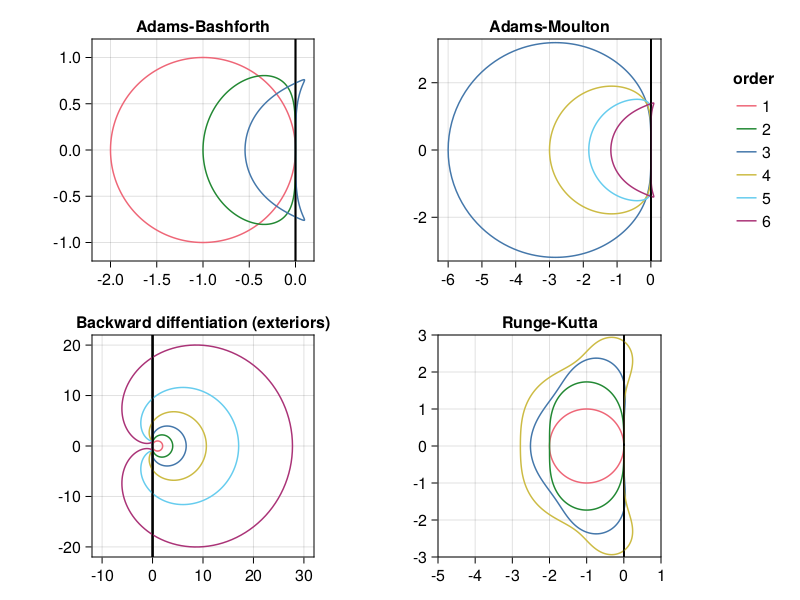 Adams-Bashforth
1.0
0.5
0.0
-0.5
-1.0
-2.0 -1.5 -1.0 -0.5 0.0
Adams-Moulton
2
0
-2
-6 -5 -4 -3 -2 -1 0
order
1
2
3
4
5
6
Backward diffentiation (exteriors)
20
10
0
-10
-20
-10 0 10 20 30
Runge-Kutta
3
2
1
0
-1
-2
-3
-5 -4 -3 -2 -1 0 1